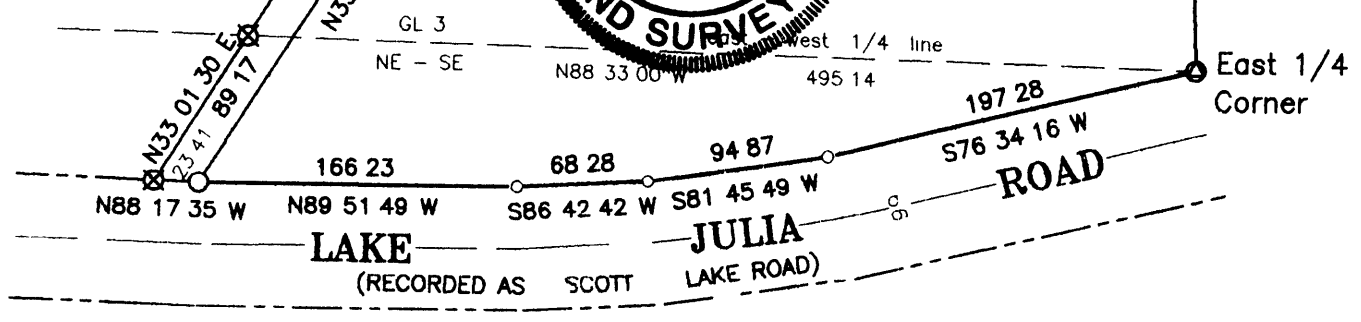 ND SURVEY
GL 3
west 1/4 line
NE - SE
N88 33 00 W
495 14
East 1/4
Corner
N33 01 30 E
89 17
23 41
166 23
68 28
94 87
197 28
N88 17 35 W
N89 51 49 W
S86 42 42 W
S81 45 49 W
S76 34 16 W
LAKE JULIA ROAD
(RECORDED AS SCOTT LAKE ROAD)